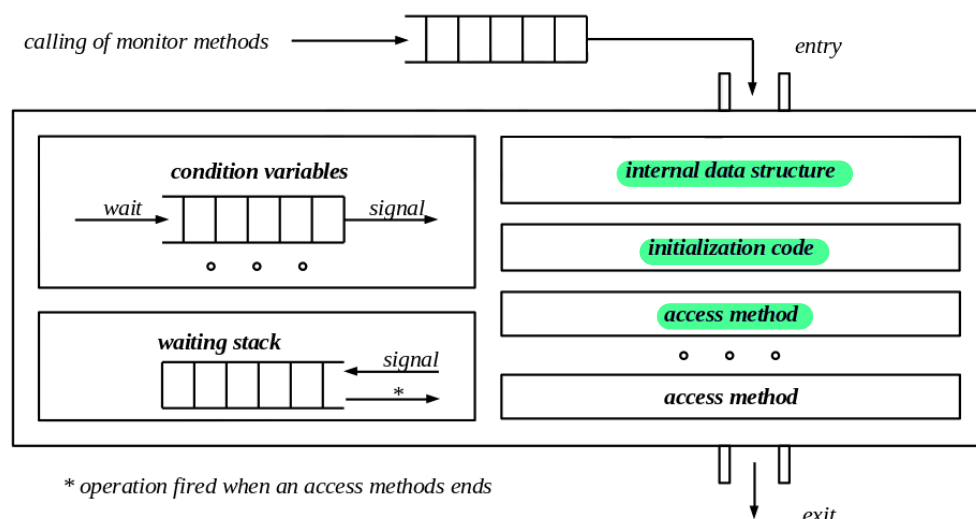 calling of monitor methods
entry
condition variables
wait
signal
internal data structure
initialization code
access method
waiting stack
signal
*
access method
* operation fired when an access methods ends
exit